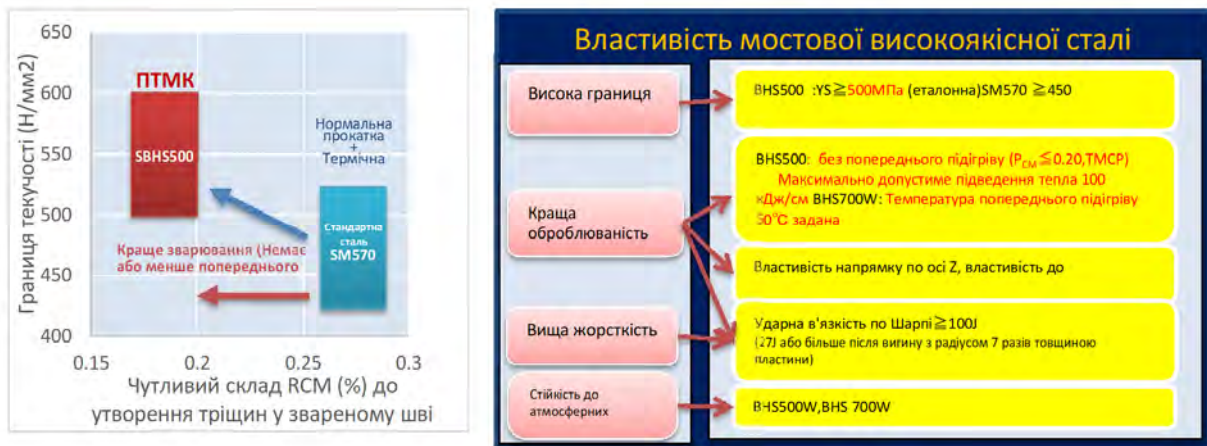 650
600
550
500
450
400
Границя текучості (Н/мм2)
ПТМК
SBHS500
Нормальна
прокатка
+
Термічна
Стандартна
сталь
SM570
Краще зварювання (Немає
або менше попереднього
0.15 0.2 0.25 0.3
Чутливий склад RCM (%) до
утворення тріщин у звареному шві
Властивість мостової високоякісної сталі
Висока границя
BHS500 :YS≧500МПа (еталонна)SM570 ≧450
Краща
оброблюваність
BHS500: без попереднього підігріву (PCM≦0.20,TMCP)
Максимально допустиме підведення тепла 100
кДж/см BHS700W: Температура попереднього підігріву
50℃ задана
Властивість напрямку по осі Z, властивість до
Вища жорсткість
Ударна в'язкість по Шарпі≧100J
(27J або більше після вигину з радіусом 7 разів товщиною
пластини)
Стійкість до
атмосферних
BHS500W,BHS 700W